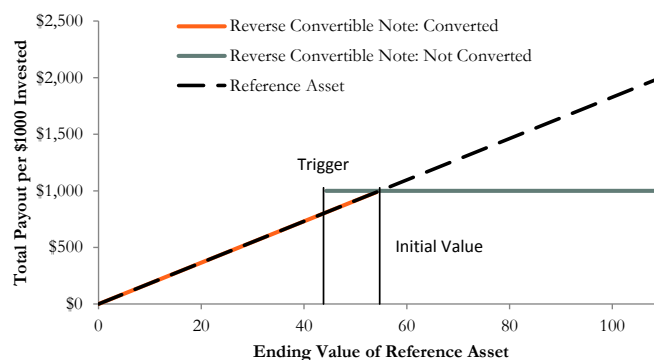 $2,500
$2,000
$1,500
$1,000
$500
$0
Total Payout per $1000 Invested
Reverse Convertible Note: Converted
Reverse Convertible Note: Not Converted
Reference Asset
Trigger
Initial Value
0 20 40 60 80 100
Ending Value of Reference Asset